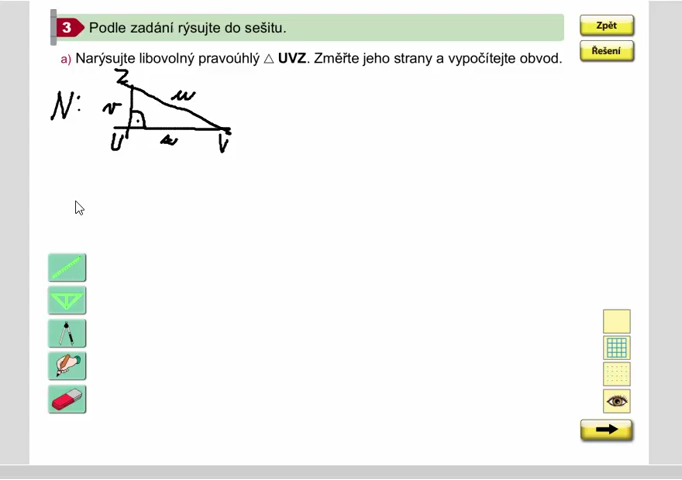 3 Podle zadání rýsujte do sešitu.
Zpět
Řešení
a) Narýsujte libovolný pravoúhlý △ UVZ. Změřte jeho strany a vypočítejte obvod.
N:
Z
v u
U V